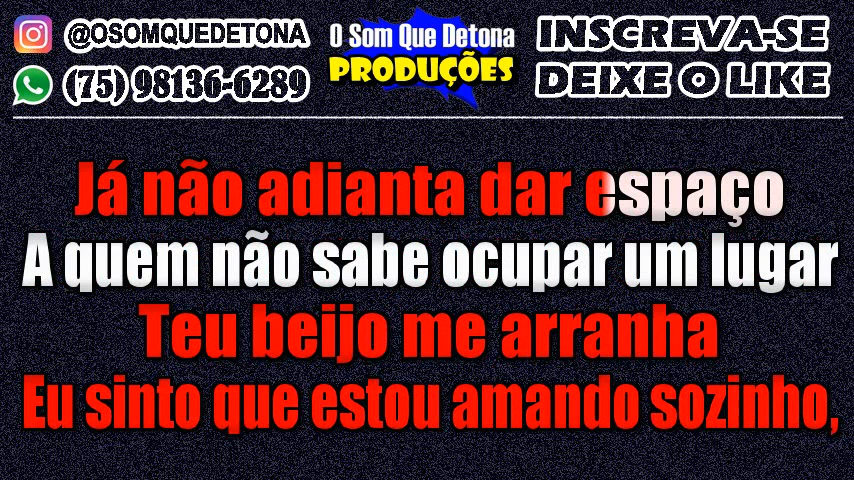 @OSOMQUEDETONA
(75) 98136-6289
O Som Que Detona
PRODUÇÕES
INSCREVA-SE
DEIXE O LIKE
Já não adianta dar espaço
A quem não sabe ocupar um lugar
Teu beijo me arranha
Eu sinto que estou amando sozinho,